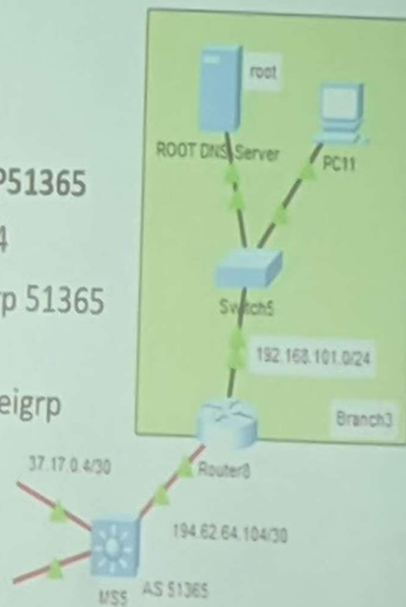 root
ROOT DNS Server
PC11
P51365
4
Switch5
p 51365
192.168.101.0/24
eigrp
Branch3
37.17.0.4/30
Router8
194.62.64.104/30
MS5
AS 51365